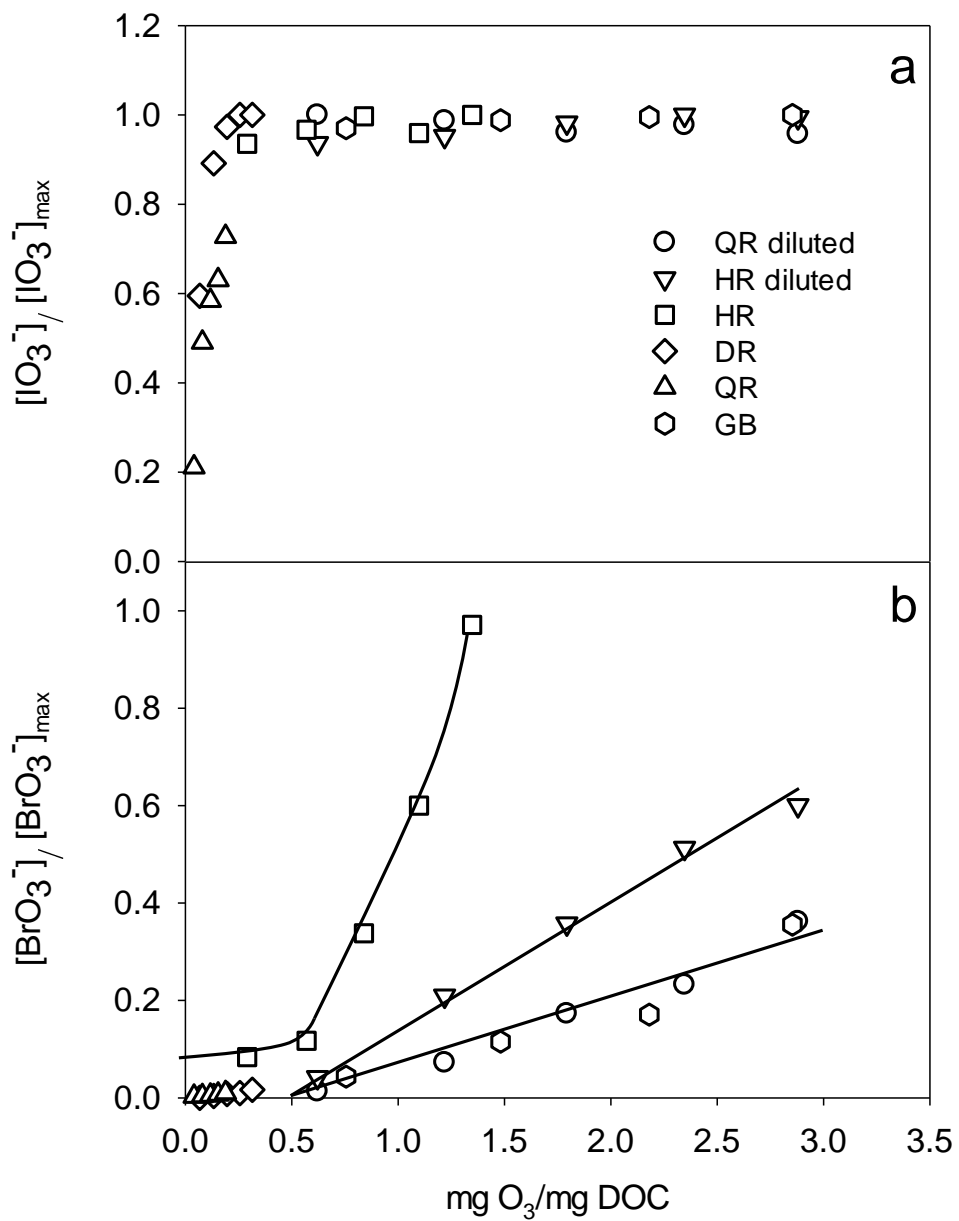 1.2
1.0
0.8
0.6
0.4
0.2
0.0
a
[IO3-] / [IO3-]max
QR diluted
HR diluted
HR
DR
QR
GB
1.0
0.8
0.6
0.4
0.2
0.0
b
[BrO3-] / [BrO3-]max
0.0 0.5 1.0 1.5 2.0 2.5 3.0 3.5
mg O3/mg DOC